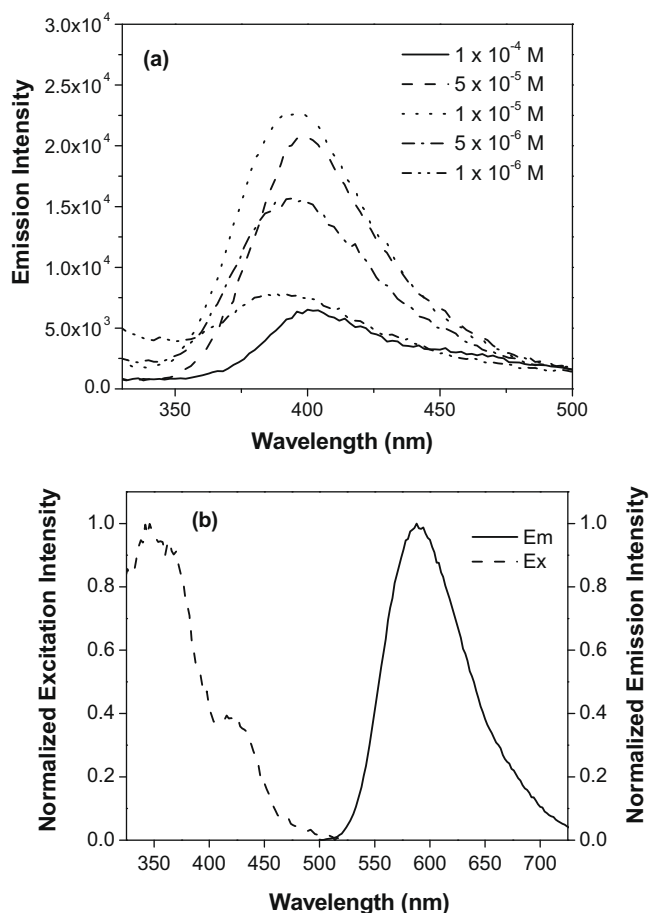 (a)
3.0x10⁴
2.5x10⁴
2.0x10⁴
1.5x10⁴
1.0x10⁴
5.0x10³
0.0
Emission Intensity
1 x 10⁻⁴ M
5 x 10⁻⁵ M
1 x 10⁻⁵ M
5 x 10⁻⁶ M
1 x 10⁻⁶ M
350 400 450 500
Wavelength (nm)
(b)
Normalized Excitation Intensity
1.0
0.8
0.6
0.4
0.2
0.0
Em
Ex
1.0
0.8
0.6
0.4
0.2
0.0
Normalized Emission Intensity
350 400 450 500 550 600 650 700
Wavelength (nm)